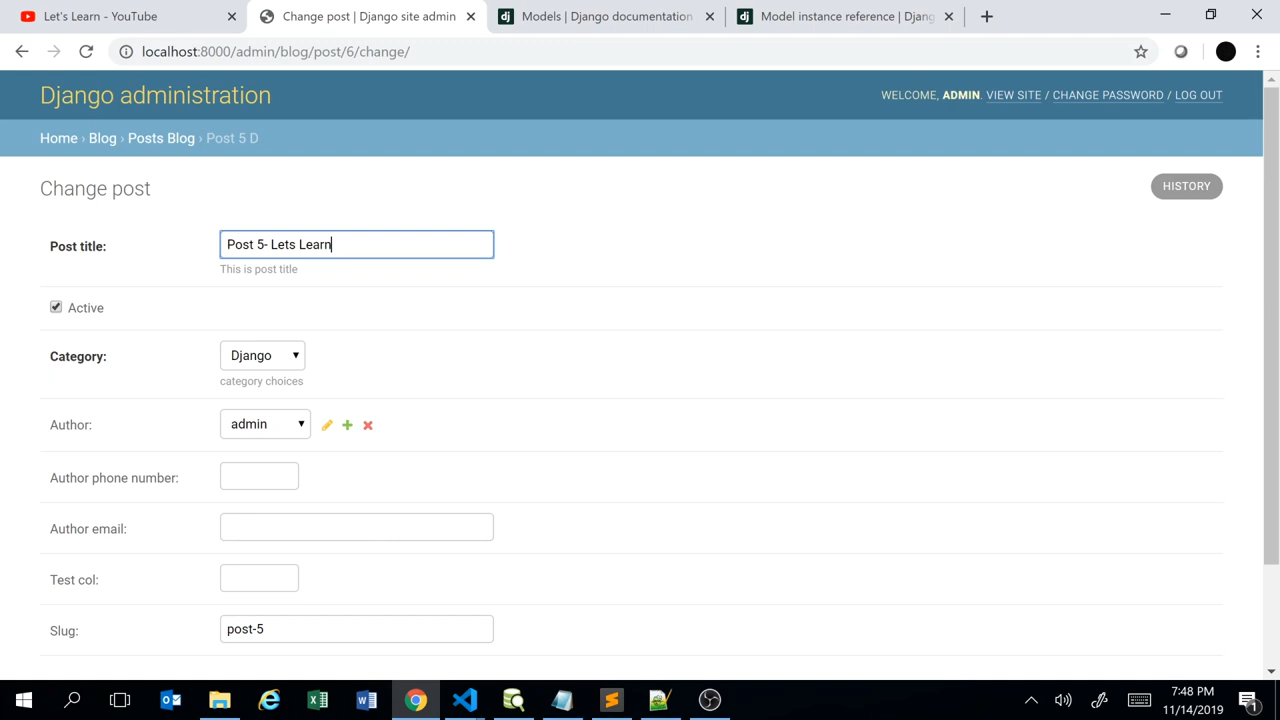 Let's Learn - YouTube
Change post | Django site admin
Models | Django documentation
Model instance reference | Djang
localhost:8000/admin/blog/post/6/change/
Django administration
WELCOME, ADMIN. VIEW SITE / CHANGE PASSWORD / LOG OUT
Home › Blog › Posts Blog › Post 5 D
Change post
HISTORY
Post title:
Post 5- Lets Learn
This is post title
Active
Category:
Django
category choices
Author:
admin
Author phone number:
Author email:
Test col:
Slug:
post-5
7:48 PM
11/14/2019
1